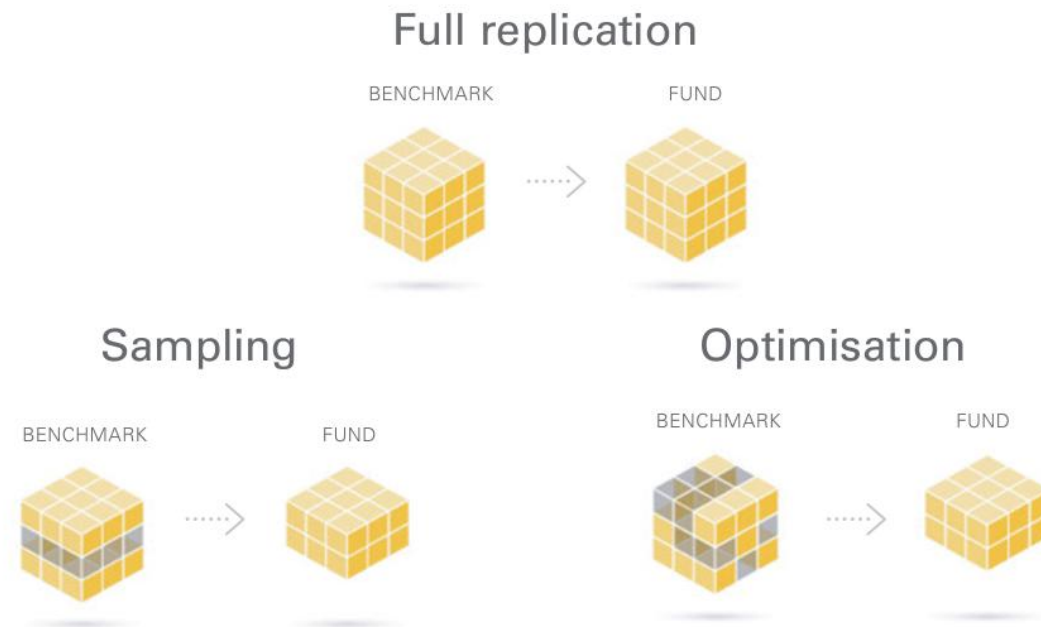 Full replication
BENCHMARK
FUND
Sampling
Optimisation
BENCHMARK
FUND
BENCHMARK
FUND